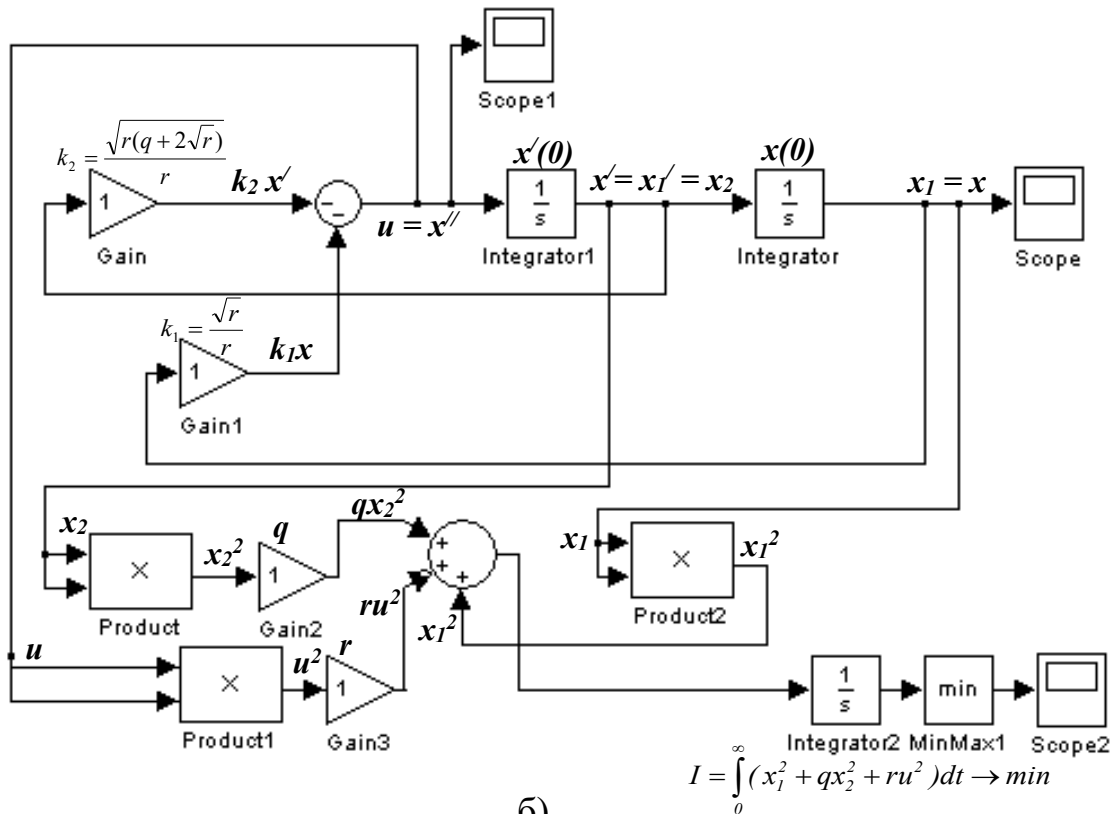 Scope1
k₂ = √(r(q + 2√r)) / r
k₂ x′
1
Gain
u = x″
x′(0)
1/s
Integrator1
x′ = x₁′ = x₂
x(0)
1/s
Integrator
x₁ = x
Scope
k₁ = √r / r
k₁x
1
Gain1
x₂
×
Product
x₂²
q
1
Gain2
qx₂²
ru²
x₁²
x₁
×
Product2
x₁²
u
×
Product1
u²
r
1
Gain3
1/s
Integrator2
min
MinMax1
Scope2
I = ∫₀^∞ (x₁² + qx₂² + ru²)dt → min
б)